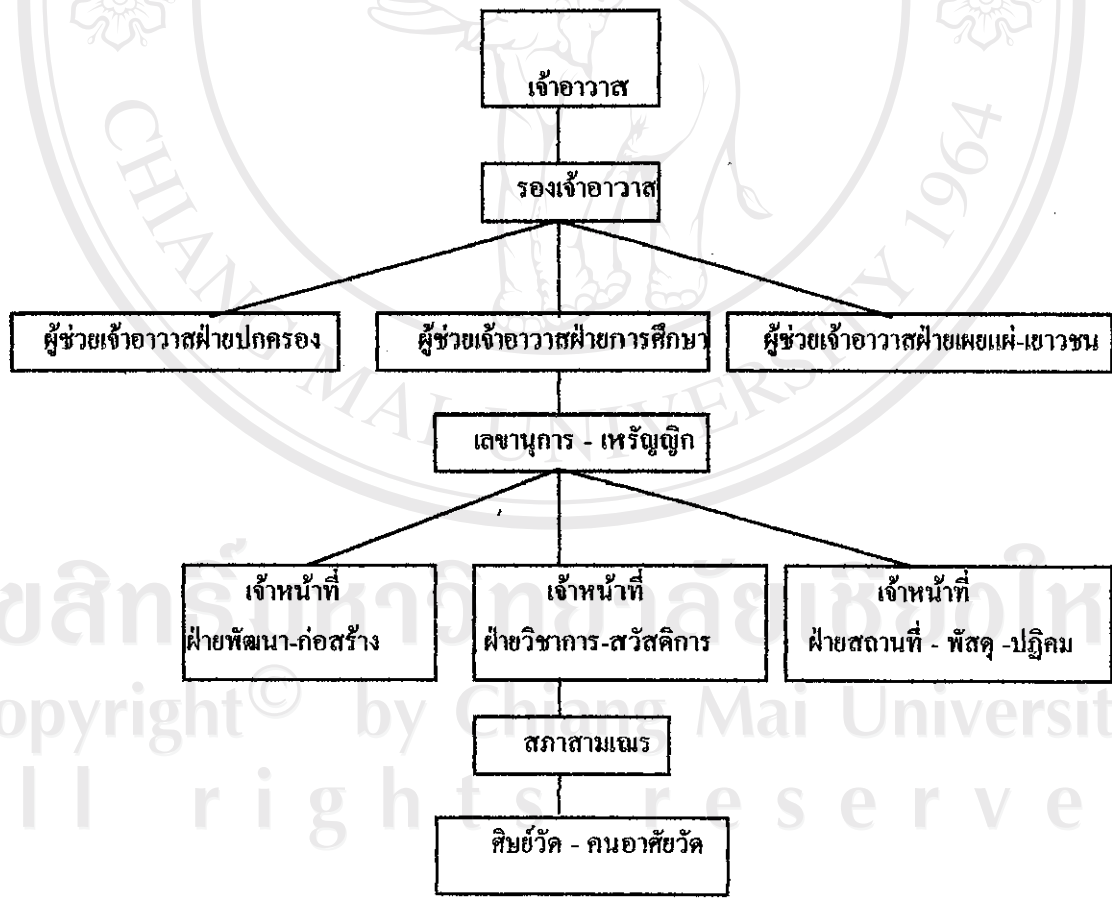 เจ้าอาวาส
รองเจ้าอาวาส
ผู้ช่วยเจ้าอาวาสฝ่ายปกครอง
ผู้ช่วยเจ้าอาวาสฝ่ายการศึกษา
ผู้ช่วยเจ้าอาวาสฝ่ายเผยแผ่-เยาวชน
เลขานุการ - เหรัญญิก
เจ้าหน้าที่
ฝ่ายพัฒนา-ก่อสร้าง
เจ้าหน้าที่
ฝ่ายวิชาการ-สวัสดิการ
เจ้าหน้าที่
ฝ่ายสถานที่ - พัสดุ -ปฏิคม
สภาสามเณร
ศิษย์วัด - คนอาศัยวัด
CHIANG MAI UNIVERSITY 1964
opyright© by Chiang Mai Universit
ll rights reserve